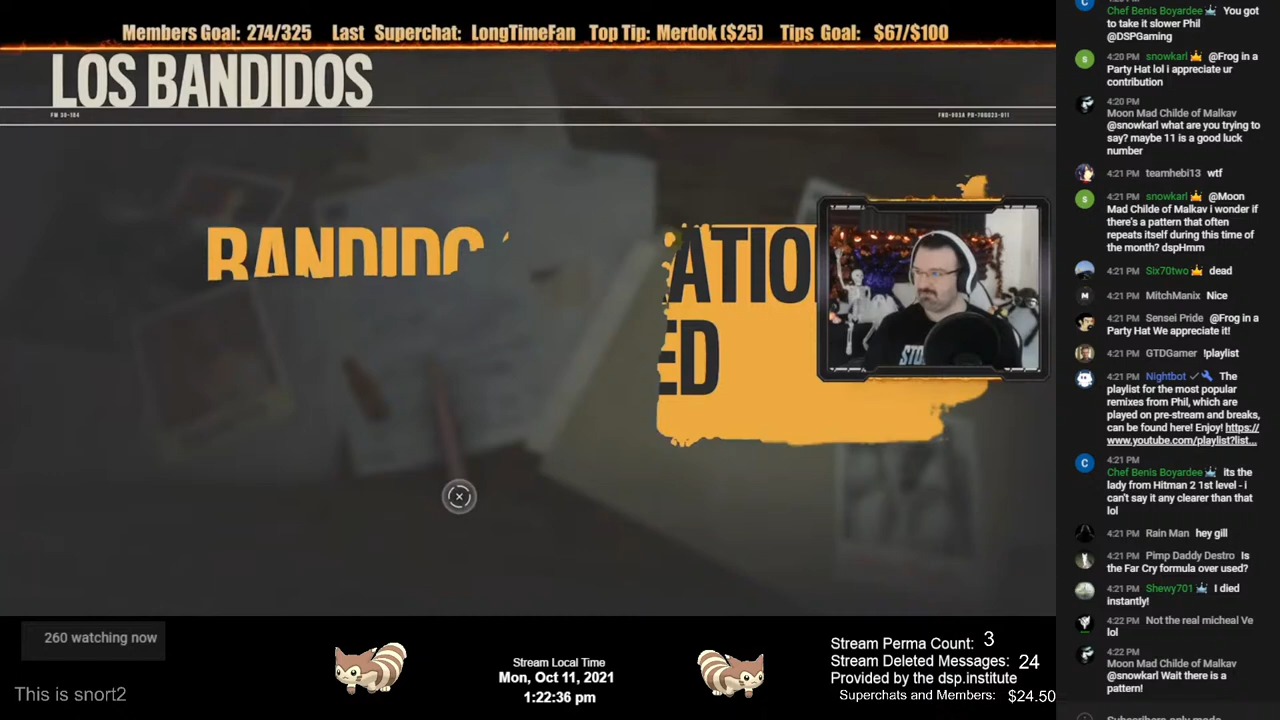 Members Goal: 274/325 Last Superchat: LongTimeFan Top Tip: Merdok ($25) Tips Goal: $67/$100
LOS BANDIDOS
FM 30-104
STO
260 watching now
This is snort2
Stream Local Time
Mon, Oct 11, 2021
1:22:36 pm
Stream Perma Count: 3
Stream Deleted Messages: 24
Provided by the dsp.institute
Superchats and Members: $24.50
Chef Benis Boyardee You got
to take it slower Phil
@DSPGaming
4:20 PM snowkarl @Frog in a
Party Hat lol i appreciate ur
contribution
4:20 PM
Moon Mad Childe of Malkav
@snowkarl what are you trying to
say? maybe 11 is a good luck
number
4:21 PM teamhebi13 wtf
4:21 PM snowkarl @Moon
Mad Childe of Malkav i wonder if
there's a pattern that often
repeats itself during this time of
the month? dspHmm
4:21 PM Six70two dead
4:21 PM MitchManix Nice
4:21 PM Sensei Pride @Frog in a
Party Hat We appreciate it!
4:21 PM GTDGamer !playlist
4:21 PM Nightbot The
playlist for the most popular
remixes from Phil, which are
played on pre-stream and breaks,
can be found here! Enjoy! https://
www.youtube.com/playlist?list...
4:21 PM
Chef Benis Boyardee its the
lady from Hitman 2 1st level - i
can't say it any clearer than that
lol
4:21 PM Rain Man hey gill
4:21 PM Pimp Daddy Destro Is
the Far Cry formula over used?
4:21 PM Shewy701 I died
instantly!
4:22 PM Not the real micheal Ve
lol
4:22 PM
Moon Mad Childe of Malkav
@snowkarl Wait there is a
pattern!